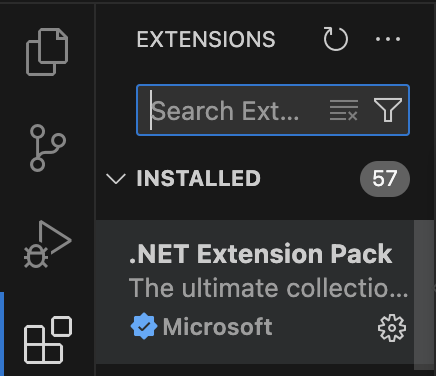 EXTENSIONS
Search Ext...
INSTALLED 57
.NET Extension Pack
The ultimate collectio...
Microsoft